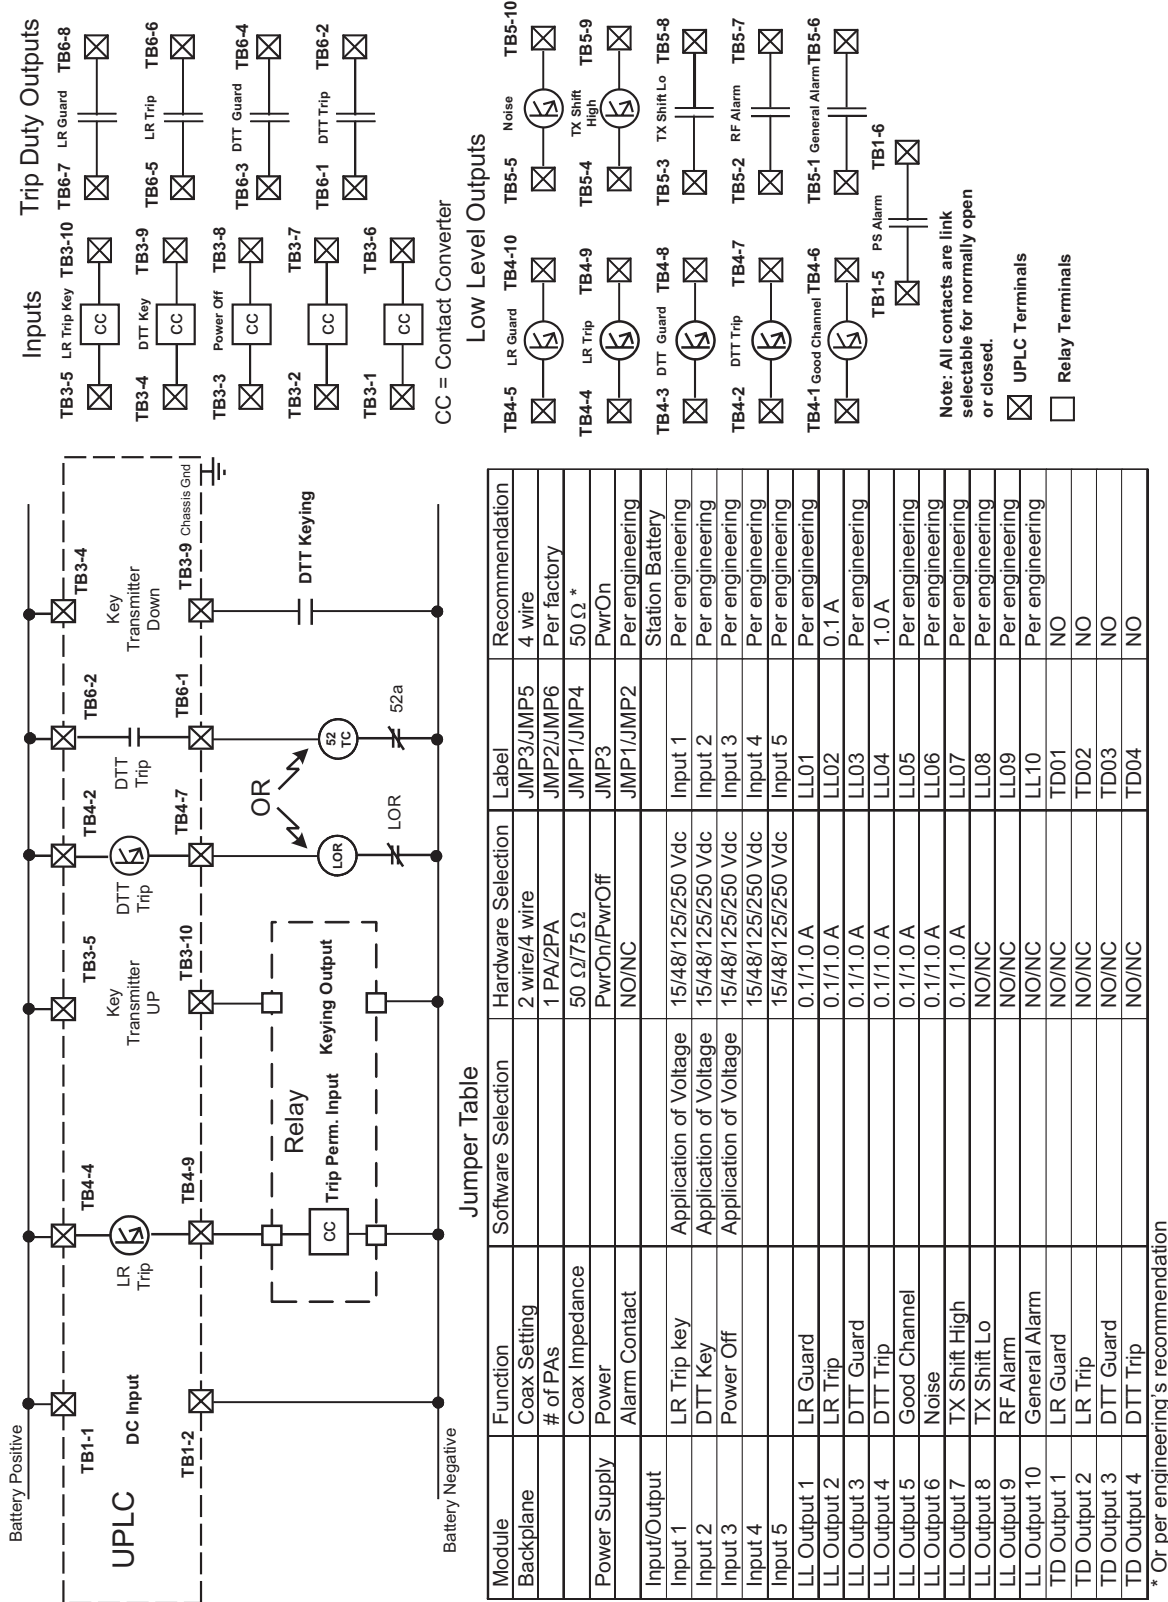 Battery Positive
UPLC
TB1-1
DC Input
TB1-2
Battery Negative
TB4-4
LR
Trip
TB4-9
Relay
Trip Perm. Input
CC
Keying Output
TB3-5
Key
Transmitter
UP
TB3-10
TB4-2
DTT
Trip
TB4-7
OR
LOR
LOR
TB6-2
DTT
Trip
TB6-1
52
TC
52a
TB3-4
Key
Transmitter
Down
TB3-9
Chassis Gnd
DTT Keying
Inputs
TB3-5 LR Trip Key TB3-10
CC
TB3-4 DTT Key TB3-9
CC
TB3-3 Power Off TB3-8
CC
TB3-2 TB3-7
CC
TB3-1 TB3-6
CC
CC = Contact Converter
Trip Duty Outputs
TB6-7 LR Guard TB6-8
TB6-5 LR Trip TB6-6
TB6-3 DTT Guard TB6-4
TB6-1 DTT Trip TB6-2
Low Level Outputs
TB4-5 LR Guard TB4-10
TB4-4 LR Trip TB4-9
TB4-3 DTT Guard TB4-8
TB4-2 DTT Trip TB4-7
TB4-1 Good Channel TB4-6
TB5-5 Noise TB5-10
TB5-4 TX Shift High TB5-9
TB5-3 TX Shift Lo TB5-8
TB5-2 RF Alarm TB5-7
TB5-1 General Alarm TB5-6
TB1-5 PS Alarm TB1-6
Note: All contacts are link
selectable for normally open
or closed.
UPLC Terminals
Relay Terminals
Jumper Table
Module Function Software Selection Hardware Selection Label Recommendation
Backplane Coax Setting 2 wire/4 wire JMP3/JMP5 4 wire
# of PAs 1 PA/2PA JMP2/JMP6 Per factory
Coax Impedance 50 Ω/75 Ω JMP1/JMP4 50 Ω *
Power Supply Power PwrOn/PwrOff JMP3 PwrOn
Alarm Contact NO/NC JMP1/JMP2 Per engineering
Input/Output Station Battery
Input 1 LR Trip key Application of Voltage 15/48/125/250 Vdc Input 1 Per engineering
Input 2 DTT Key Application of Voltage 15/48/125/250 Vdc Input 2 Per engineering
Input 3 Power Off Application of Voltage 15/48/125/250 Vdc Input 3 Per engineering
Input 4 15/48/125/250 Vdc Input 4 Per engineering
Input 5 15/48/125/250 Vdc Input 5 Per engineering
LL Output 1 LR Guard 0.1/1.0 A LL01 Per engineering
LL Output 2 LR Trip 0.1/1.0 A LL02 0.1 A
LL Output 3 DTT Guard 0.1/1.0 A LL03 Per engineering
LL Output 4 DTT Trip 0.1/1.0 A LL04 1.0 A
LL Output 5 Good Channel 0.1/1.0 A LL05 Per engineering
LL Output 6 Noise 0.1/1.0 A LL06 Per engineering
LL Output 7 TX Shift High 0.1/1.0 A LL07 Per engineering
LL Output 8 TX Shift Lo NO/NC LL08 Per engineering
LL Output 9 RF Alarm NO/NC LL09 Per engineering
LL Output 10 General Alarm NO/NC LL10 Per engineering
TD Output 1 LR Guard NO/NC TD01 NO
TD Output 2 LR Trip NO/NC TD02 NO
TD Output 3 DTT Guard NO/NC TD03 NO
TD Output 4 DTT Trip NO/NC TD04 NO
* Or per engineering's recommendation